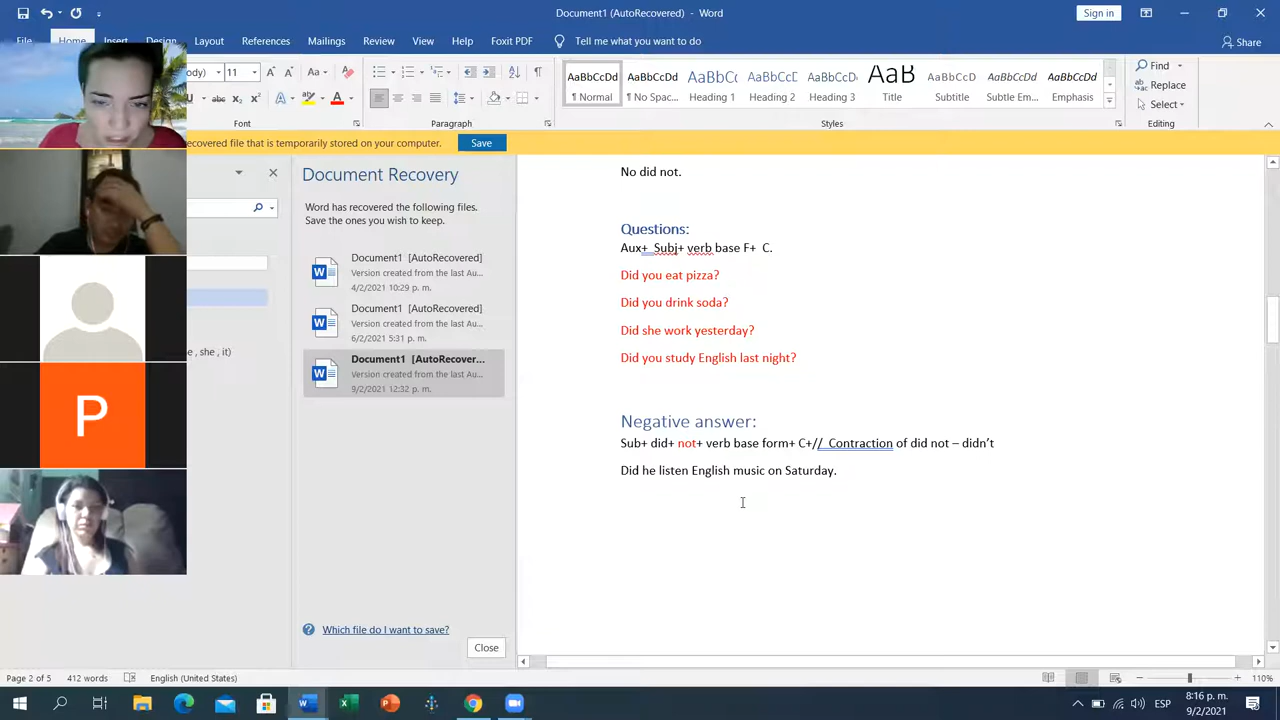 Document1 (AutoRecovered) - Word
Sign in
File Home Insert Design Layout References Mailings Review View Help Foxit PDF Tell me what you want to do
Share
11 Aa
AaBbCcDd AaBbCcDd AaBbC AaBbCcD AaBbCcD AaB AaBbCcD AaBbCcDd AaBbCcDd
¶ Normal ¶ No Spac... Heading 1 Heading 2 Heading 3 Title Subtitle Subtle Em... Emphasis
Find
Replace
Select
Font Paragraph Styles Editing
ecovered file that is temporarily stored on your computer.
Save
, she , it)
Document Recovery
Word has recovered the following files.
Save the ones you wish to keep.
Document1 [AutoRecovered]
Version created from the last Au...
4/2/2021 10:29 p. m.
Document1 [AutoRecovered]
Version created from the last Au...
6/2/2021 5:31 p. m.
Document1 [AutoRecover...
Version created from the last Au...
9/2/2021 12:32 p. m.
Which file do I want to save?
Close
P
No did not.
Questions:
Aux+ Subj+ verb base F+ C.
Did you eat pizza?
Did you drink soda?
Did she work yesterday?
Did you study English last night?
Negative answer:
Sub+ did+ not+ verb base form+ C+// Contraction of did not – didn't
Did he listen English music on Saturday.
Page 2 of 5 412 words English (United States)
110%
ESP
8:16 p. m.
9/2/2021